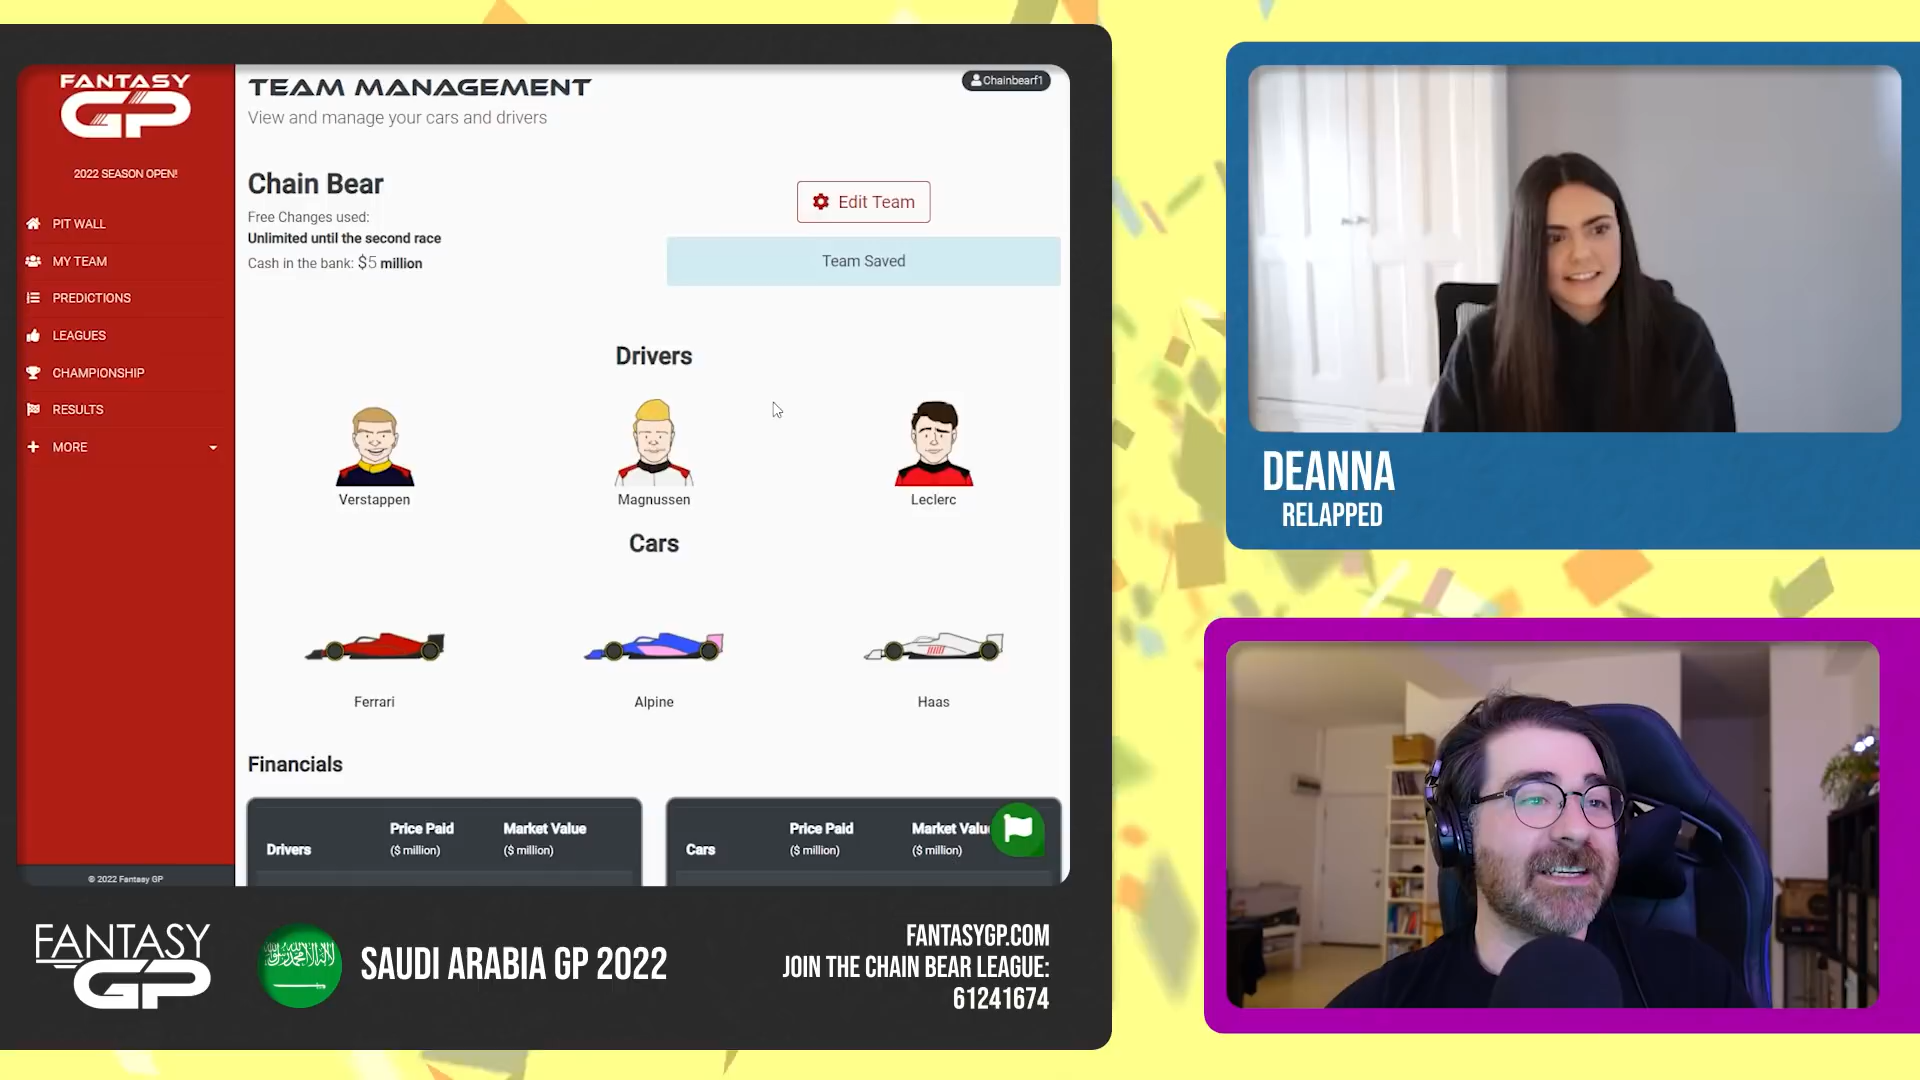 FANTASY
GP
2022 SEASON OPEN!
PIT WALL
MY TEAM
PREDICTIONS
LEAGUES
CHAMPIONSHIP
RESULTS
MORE
© 2022 Fantasy GP
TEAM MANAGEMENT
View and manage your cars and drivers
Chainbearf1
Chain Bear
Free Changes used:
Unlimited until the second race
Cash in the bank: $5 million
Edit Team
Team Saved
Drivers
Verstappen
Magnussen
Leclerc
Cars
Ferrari
Alpine
Haas
Financials
Drivers
Price Paid
($ million)
Market Value
($ million)
Cars
Price Paid
($ million)
Market Valu
($ million)
FANTASY
GP
SAUDI ARABIA GP 2022
FANTASYGP.COM
JOIN THE CHAIN BEAR LEAGUE:
61241674
DEANNA
RELAPPED